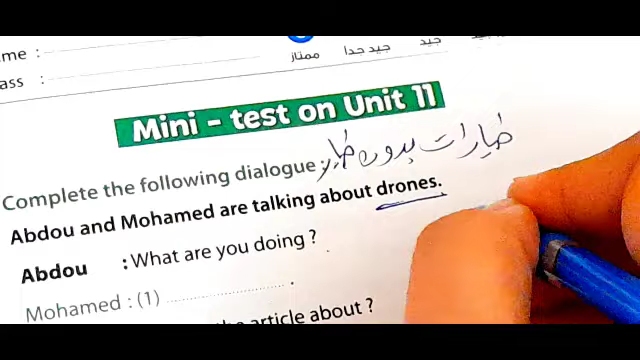 ame :
ممتاز جيد جدا جيد
ass :
Mini - test on Unit 11
Complete the following dialogue :
طيارات بدون طيار
Abdou and Mohamed are talking about drones.
Abdou : What are you doing ?
Mohamed : (1) .
the article about ?